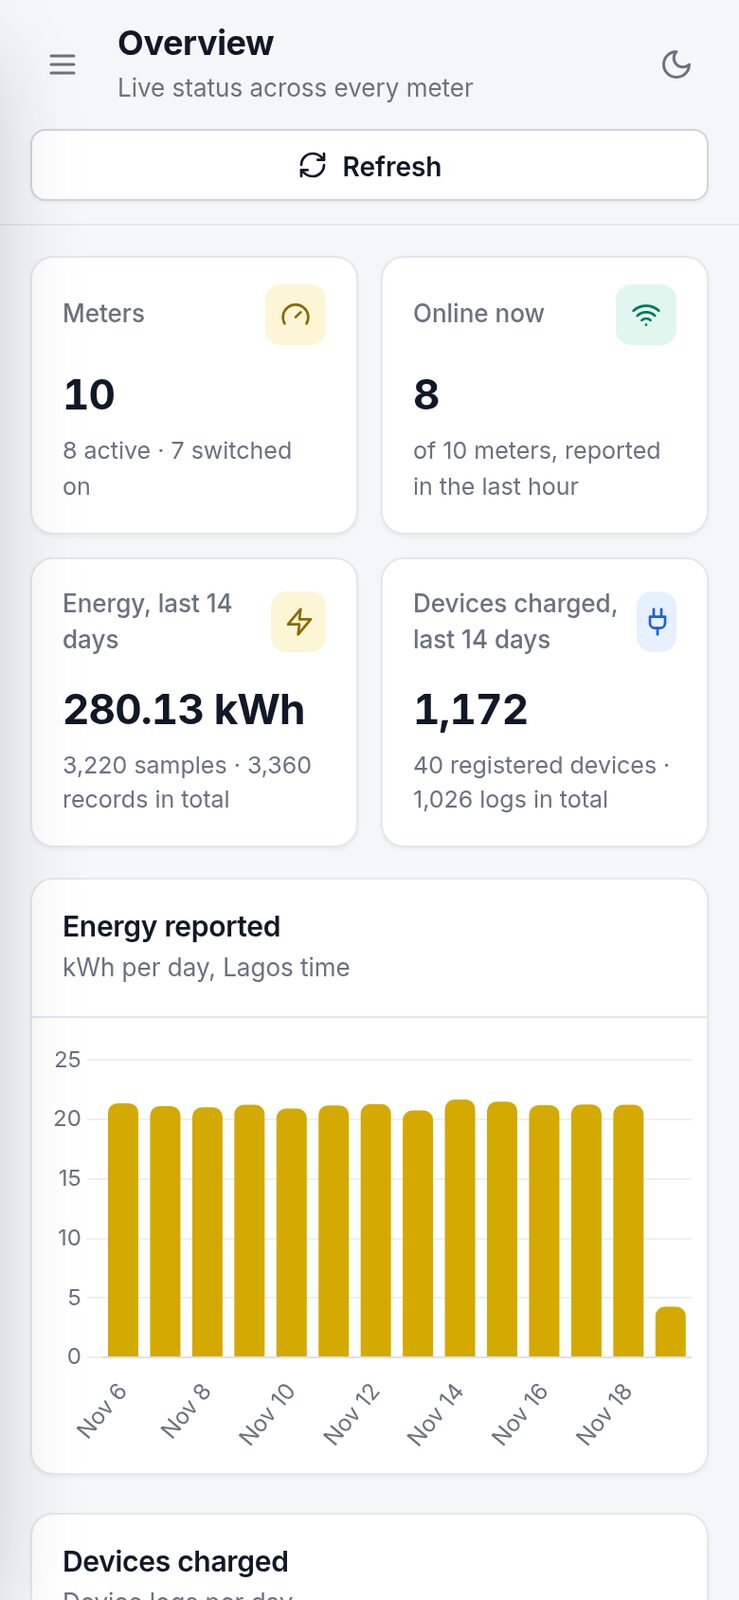 Overview
Live status across every meter
Refresh
Meters
10
8 active · 7 switched
on
Online now
8
of 10 meters, reported
in the last hour
Energy, last 14
days
280.13 kWh
3,220 samples · 3,360
records in total
Devices charged,
last 14 days
1,172
40 registered devices ·
1,026 logs in total
Energy reported
kWh per day, Lagos time
25
20
15
10
5
0
Nov 6
Nov 8
Nov 10
Nov 12
Nov 14
Nov 16
Nov 18
Devices charged
Device logs per day